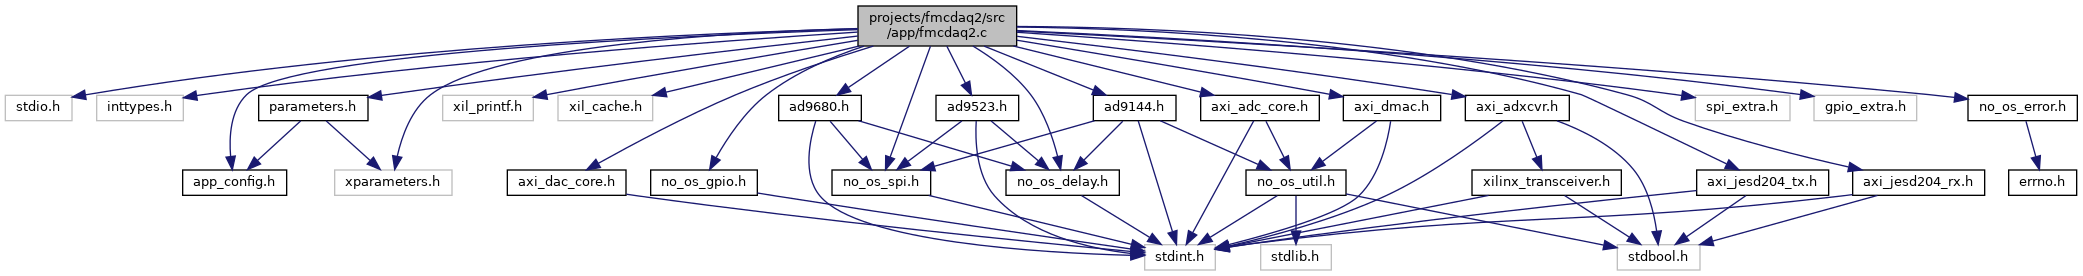 projects/fmcdaq2/src
/app/fmcdaq2.c
stdio.h
inttypes.h
parameters.h
xil_printf.h
xil_cache.h
ad9680.h
ad9523.h
ad9144.h
axi_adc_core.h
axi_dmac.h
axi_adxcvr.h
spi_extra.h
gpio_extra.h
no_os_error.h
app_config.h
xparameters.h
axi_dac_core.h
no_os_gpio.h
no_os_spi.h
no_os_delay.h
no_os_util.h
xilinx_transceiver.h
axi_jesd204_tx.h
axi_jesd204_rx.h
errno.h
stdint.h
stdlib.h
stdbool.h